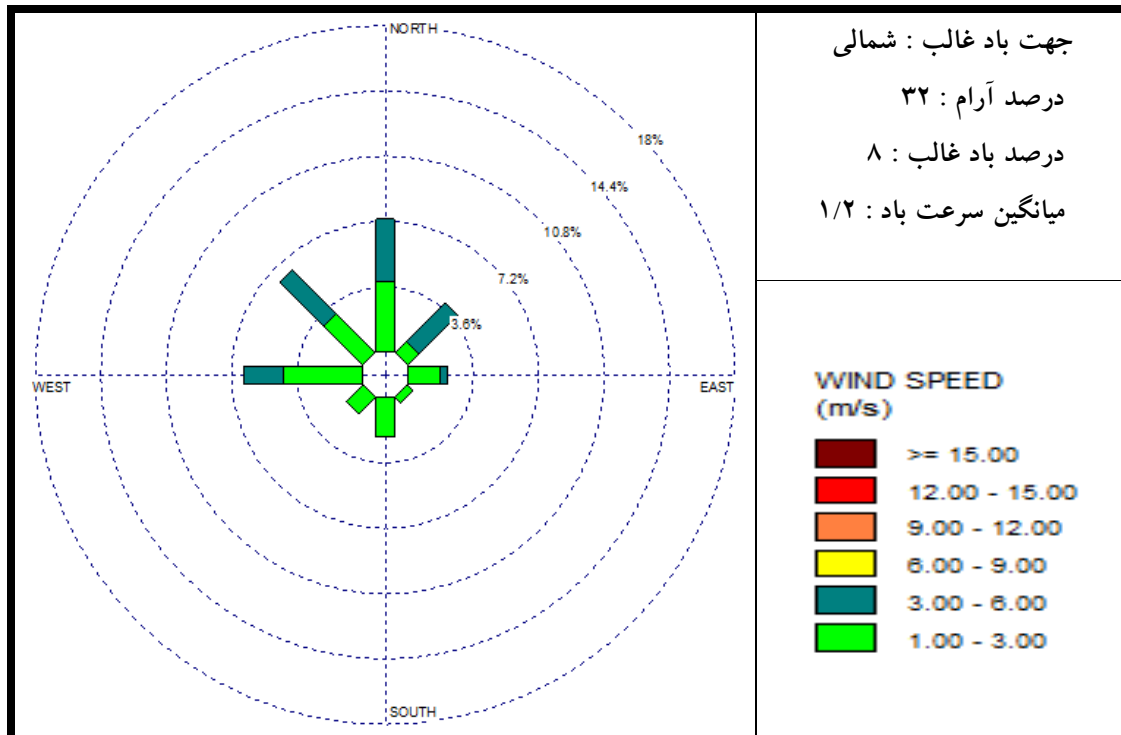 NORTH
18%
14.4%
10.8%
7.2%
3.6%
WEST
EAST
SOUTH
جهت باد غالب : شمالی
درصد آرام : ۳۲
درصد باد غالب : ۸
میانگین سرعت باد : ۱/۲
WIND SPEED
(m/s)
>= 15.00
12.00 - 15.00
9.00 - 12.00
6.00 - 9.00
3.00 - 6.00
1.00 - 3.00